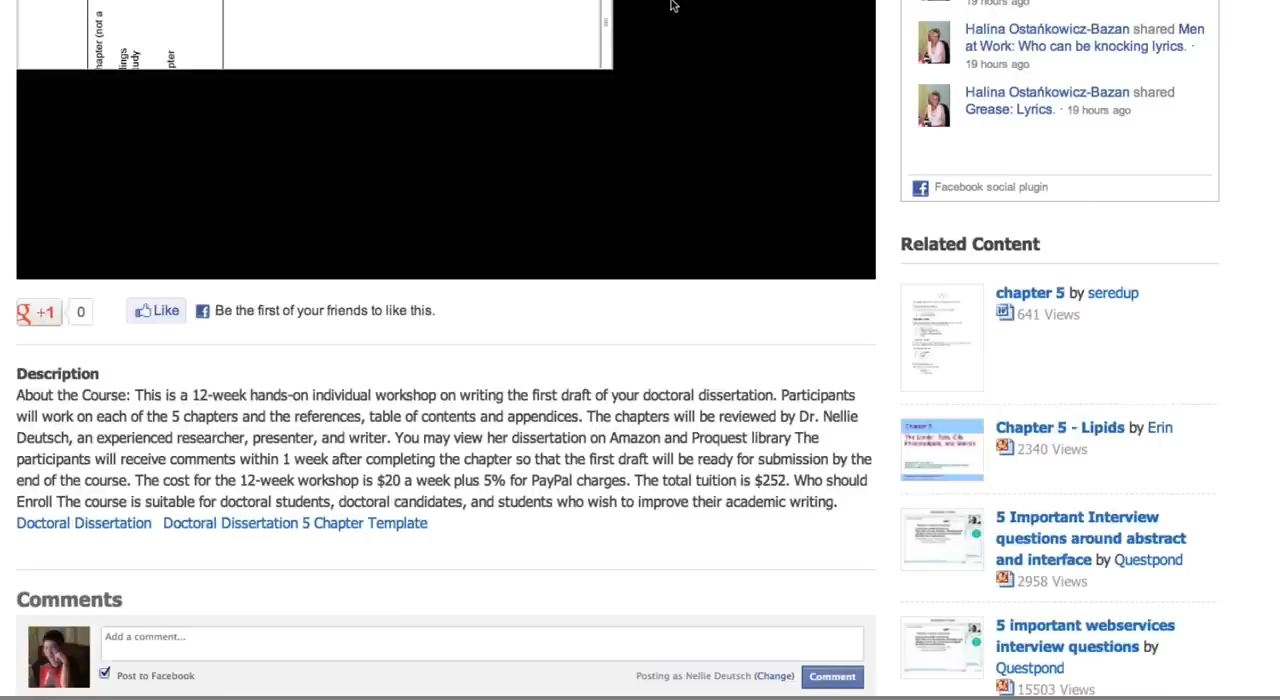 hapter (not a
lings
udy
pter
19 hours ago
Halina Ostańkowicz-Bazan shared Men
at Work: Who can be knocking lyrics. ·
19 hours ago
Halina Ostańkowicz-Bazan shared
Grease: Lyrics. · 19 hours ago
Facebook social plugin
Related Content
chapter 5 by seredup
641 Views
Chapter 5 - Lipids by Erin
2340 Views
5 Important Interview
questions around abstract
and interface by Questpond
2958 Views
5 important webservices
interview questions by
Questpond
15503 Views
+1 0 Like Be the first of your friends to like this.
Description
About the Course: This is a 12-week hands-on individual workshop on writing the first draft of your doctoral dissertation. Participants
will work on each of the 5 chapters and the references, table of contents and appendices. The chapters will be reviewed by Dr. Nellie
Deutsch, an experienced researcher, presenter, and writer. You may view her dissertation on Amazon and Proquest library The
participants will receive comments within 1 week after completing the chapter so that the first draft will be ready for submission by the
end of the course. The cost for the 12-week workshop is $20 a week plus 5% for PayPal charges. The total tuition is $252. Who should
Enroll The course is suitable for doctoral students, doctoral candidates, and students who wish to improve their academic writing.
Doctoral Dissertation Doctoral Dissertation 5 Chapter Template
Comments
Add a comment...
Post to Facebook Posting as Nellie Deutsch (Change) Comment